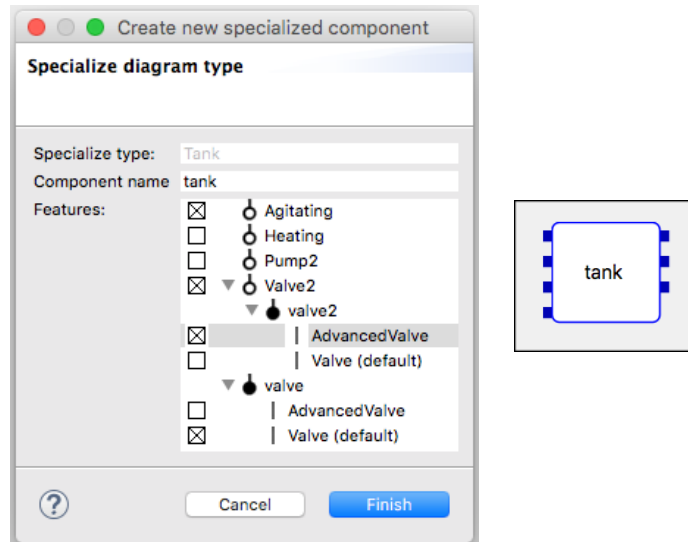 Create new specialized component
Specialize diagram type
Specialize type: Tank
Component name tank
Features:
Agitating
Heating
Pump2
Valve2
valve2
AdvancedValve
Valve (default)
valve
AdvancedValve
Valve (default)
? Cancel Finish
tank